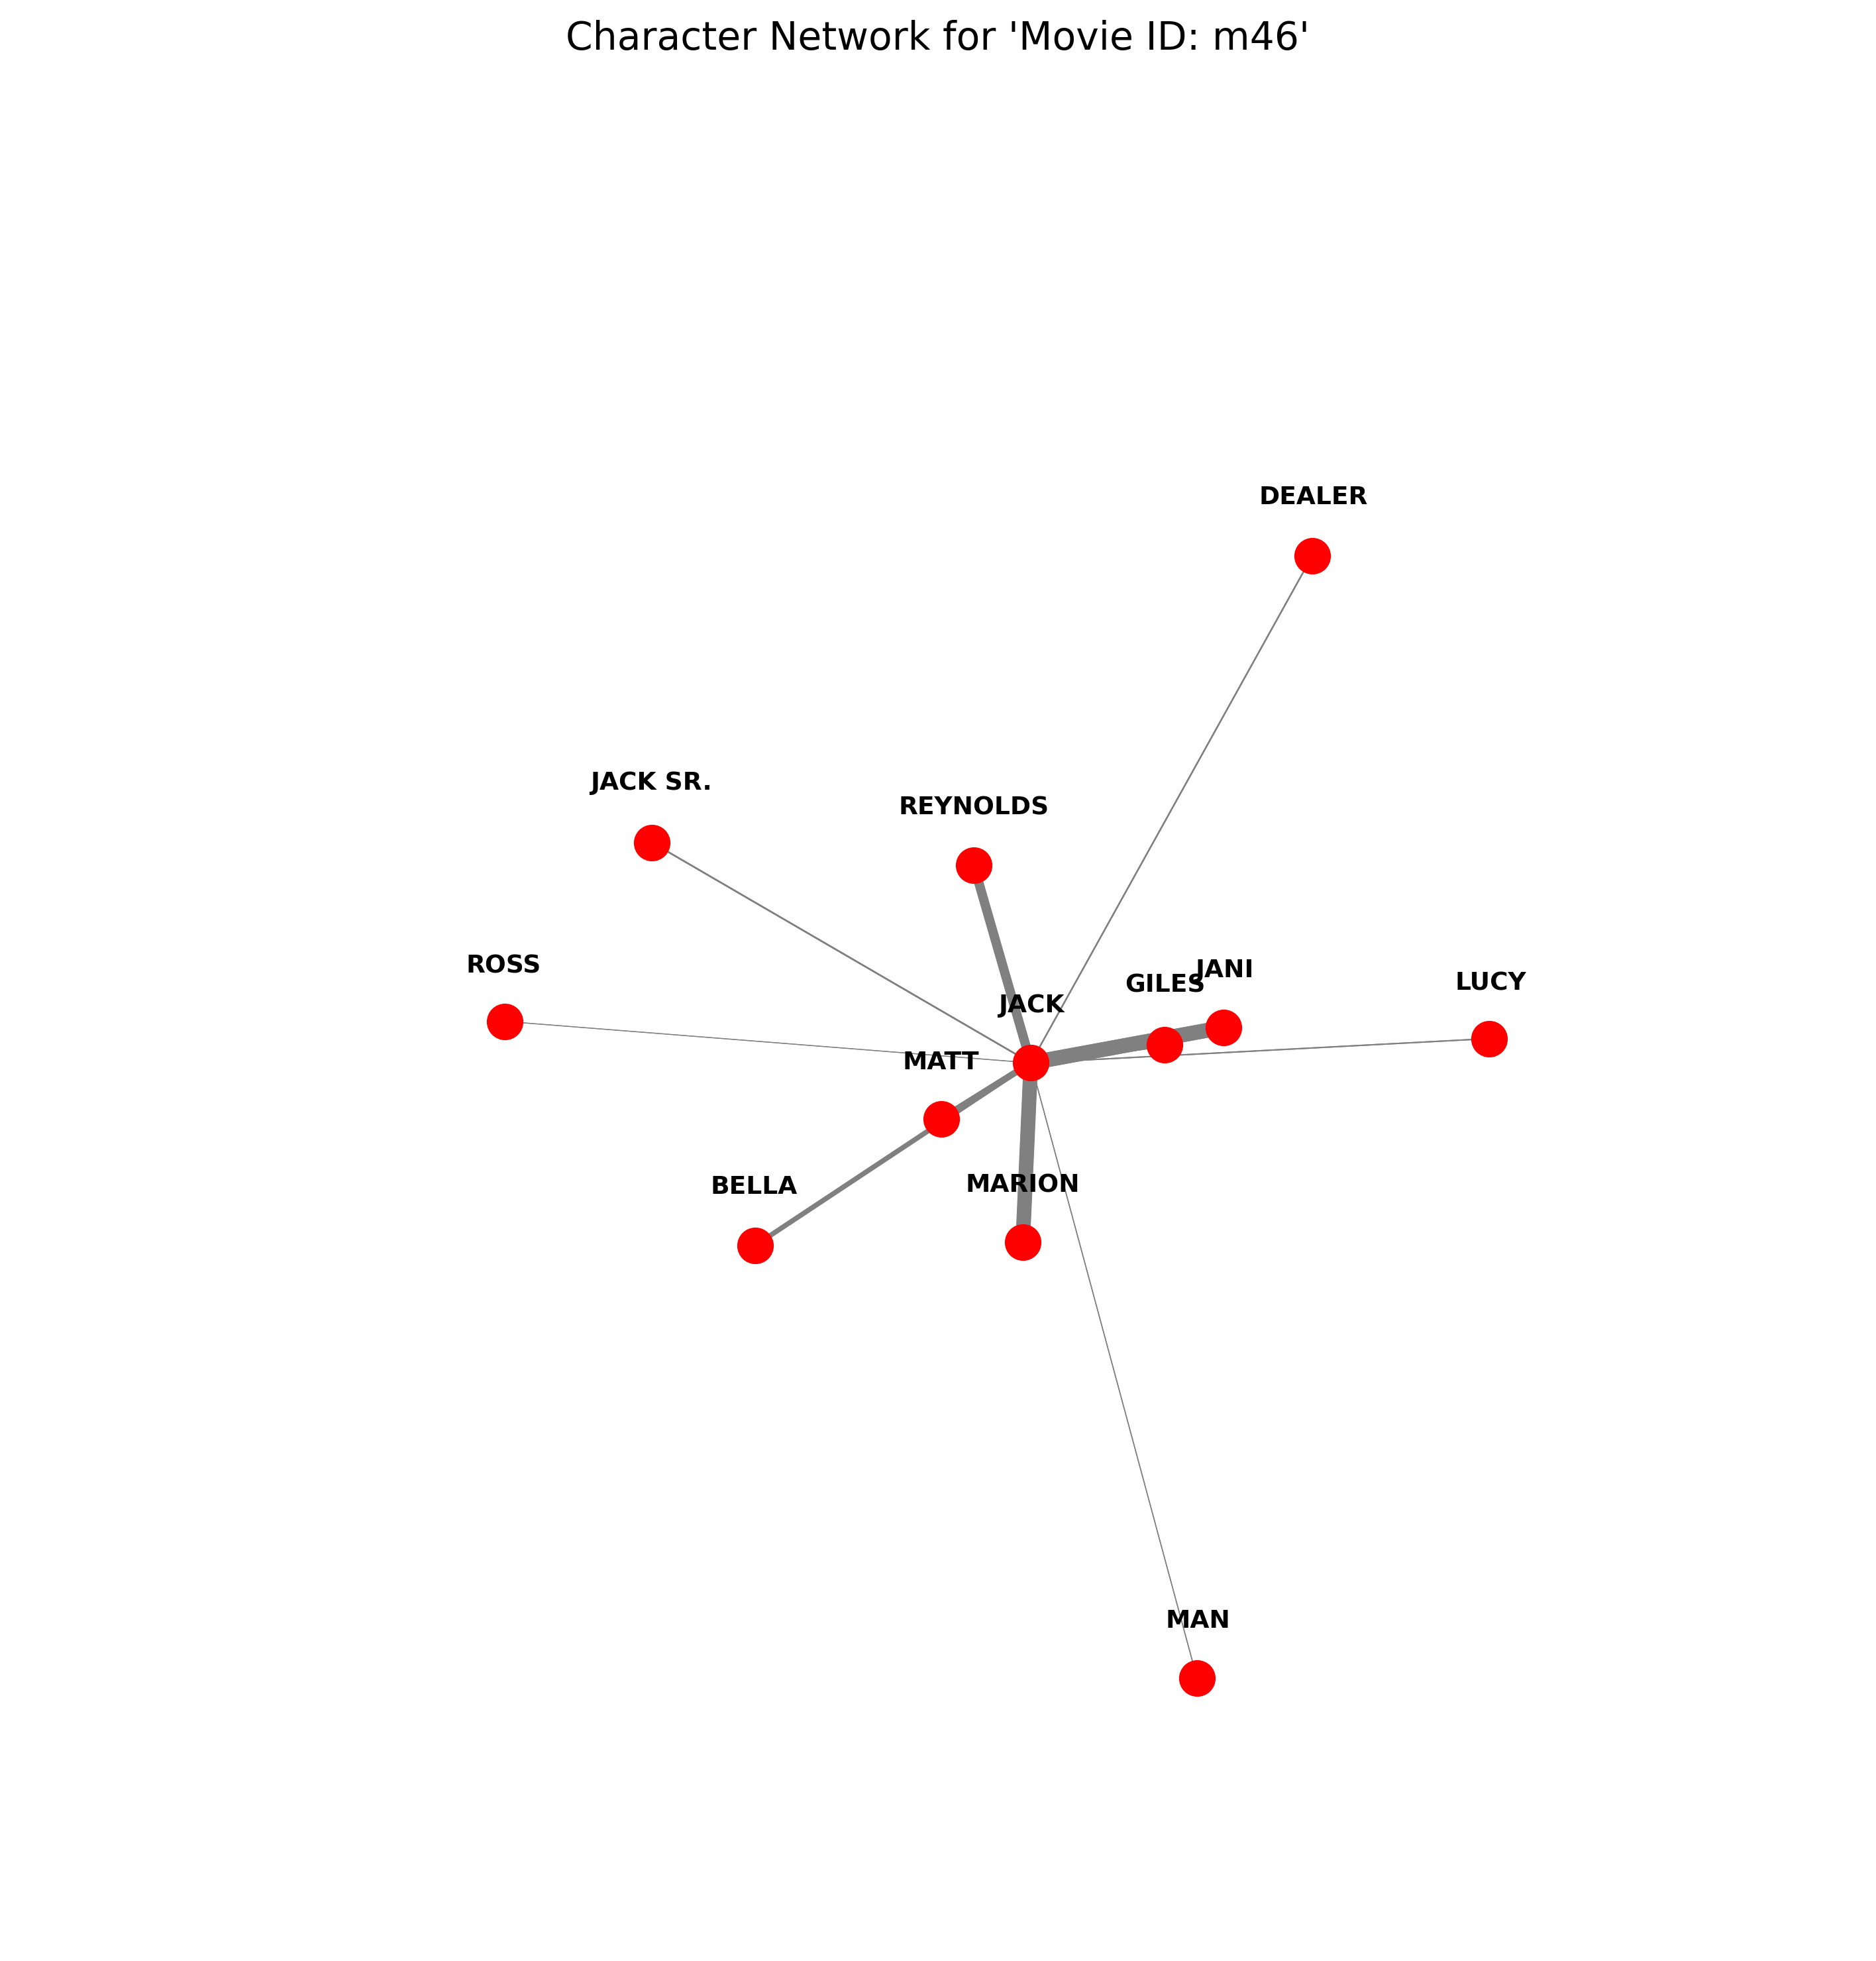 Character Network for 'Movie ID: m46'
DEALER
JACK SR.
REYNOLDS
ROSS
JANI
GILES
LUCY
JACK
MATT
BELLA
MARION
MAN